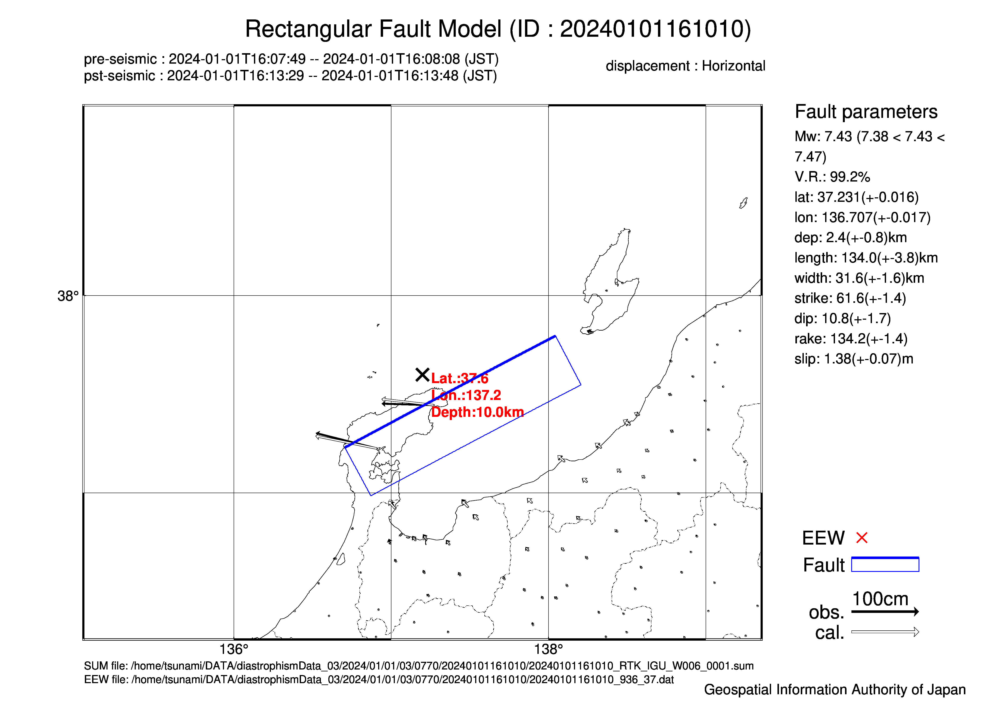 Rectangular Fault Model (ID : 20240101161010)
pre-seismic : 2024-01-01T16:07:49 -- 2024-01-01T16:08:08 (JST)
pst-seismic : 2024-01-01T16:13:29 -- 2024-01-01T16:13:48 (JST)
displacement : Horizontal
Fault parameters
Mw: 7.43 (7.38 < 7.43 <
7.47)
V.R.: 99.2%
lat: 37.231(+-0.016)
lon: 136.707(+-0.017)
dep: 2.4(+-0.8)km
length: 134.0(+-3.8)km
width: 31.6(+-1.6)km
strike: 61.6(+-1.4)
dip: 10.8(+-1.7)
rake: 134.2(+-1.4)
slip: 1.38(+-0.07)m
38°
Lat.:37.6
Lon.:137.2
Depth:10.0km
EEW
Fault
100cm
obs.
cal.
136°
138°
SUM file: /home/tsunami/DATA/diastrophismData_03/2024/01/01/03/0770/20240101161010/20240101161010_RTK_IGU_W006_0001.sum
EEW file: /home/tsunami/DATA/diastrophismData_03/2024/01/01/03/0770/20240101161010/20240101161010_936_37.dat
Geospatial Information Authority of Japan